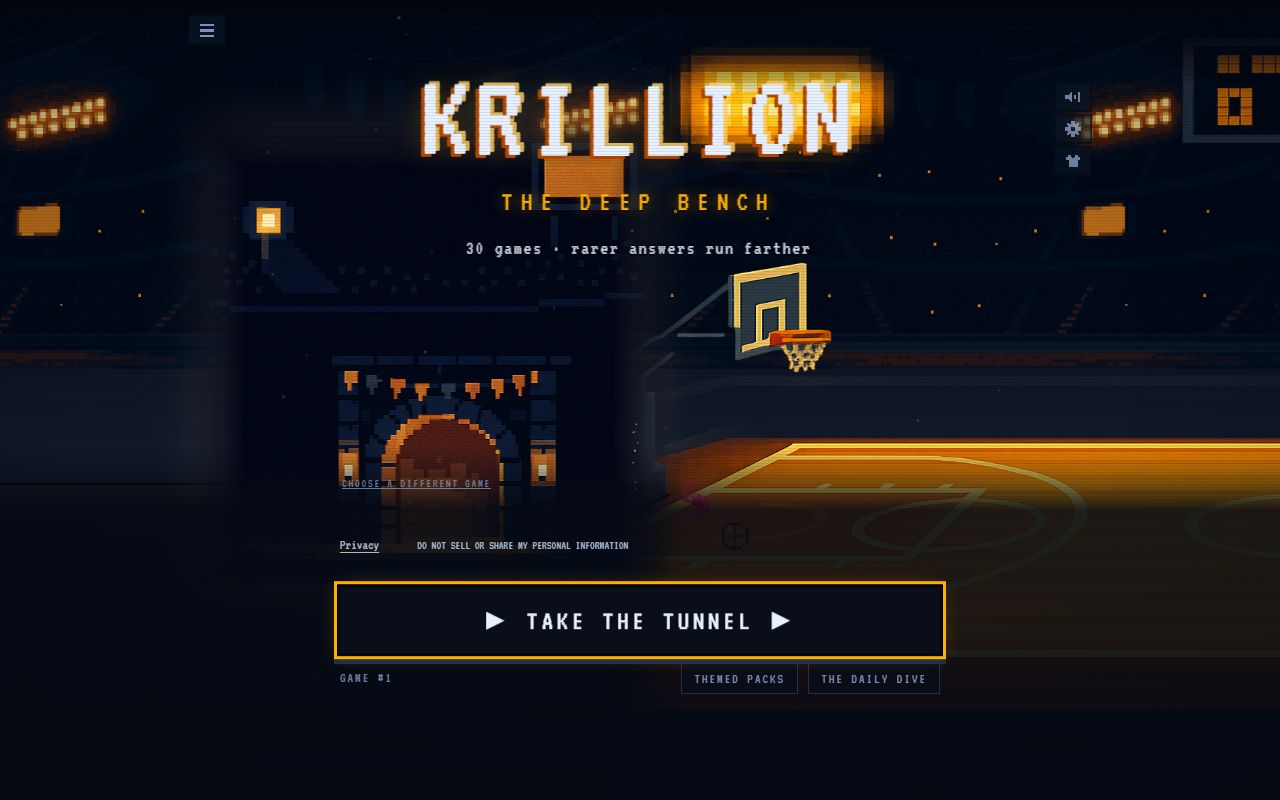 KRILLION
THE DEEP BENCH
30 games · rarer answers run farther
CHOOSE A DIFFERENT GAME
Privacy
DO NOT SELL OR SHARE MY PERSONAL INFORMATION
▶ TAKE THE TUNNEL ▶
GAME #1
THEMED PACKS
THE DAILY DIVE